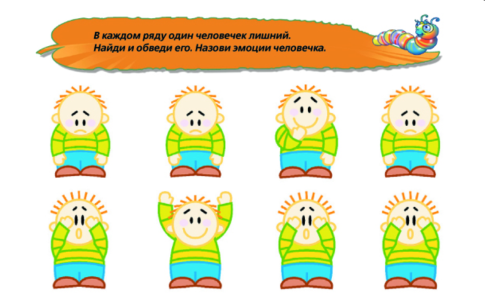 В каждом ряду один человечек лишний.
Найди и обведи его. Назови эмоции человечка.